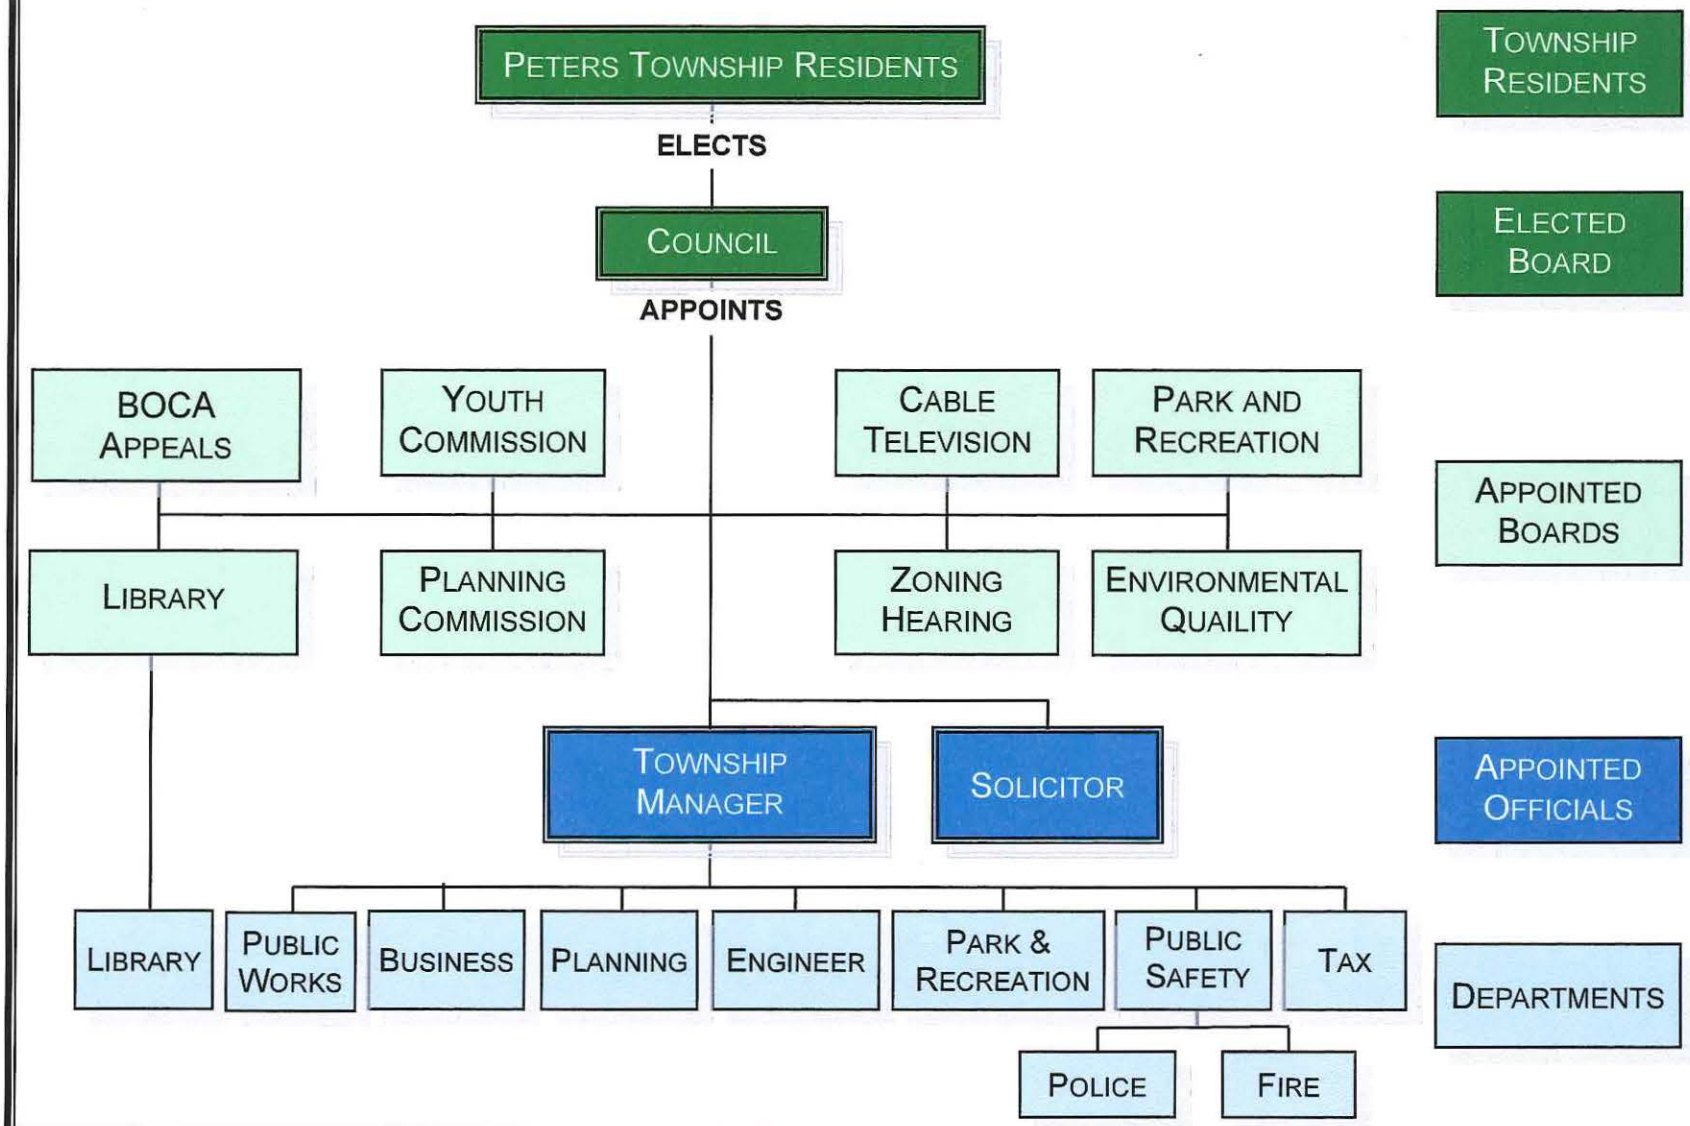 PETERS TOWNSHIP RESIDENTS
ELECTS
COUNCIL
APPOINTS
BOCA
APPEALS
YOUTH
COMMISSION
CABLE
TELEVISION
PARK AND
RECREATION
LIBRARY
PLANNING
COMMISSION
ZONING
HEARING
ENVIRONMENTAL
QUAILITY
TOWNSHIP
MANAGER
SOLICITOR
LIBRARY
PUBLIC
WORKS
BUSINESS
PLANNING
ENGINEER
PARK &
RECREATION
PUBLIC
SAFETY
TAX
POLICE
FIRE
TOWNSHIP
RESIDENTS
ELECTED
BOARD
APPOINTED
BOARDS
APPOINTED
OFFICIALS
DEPARTMENTS